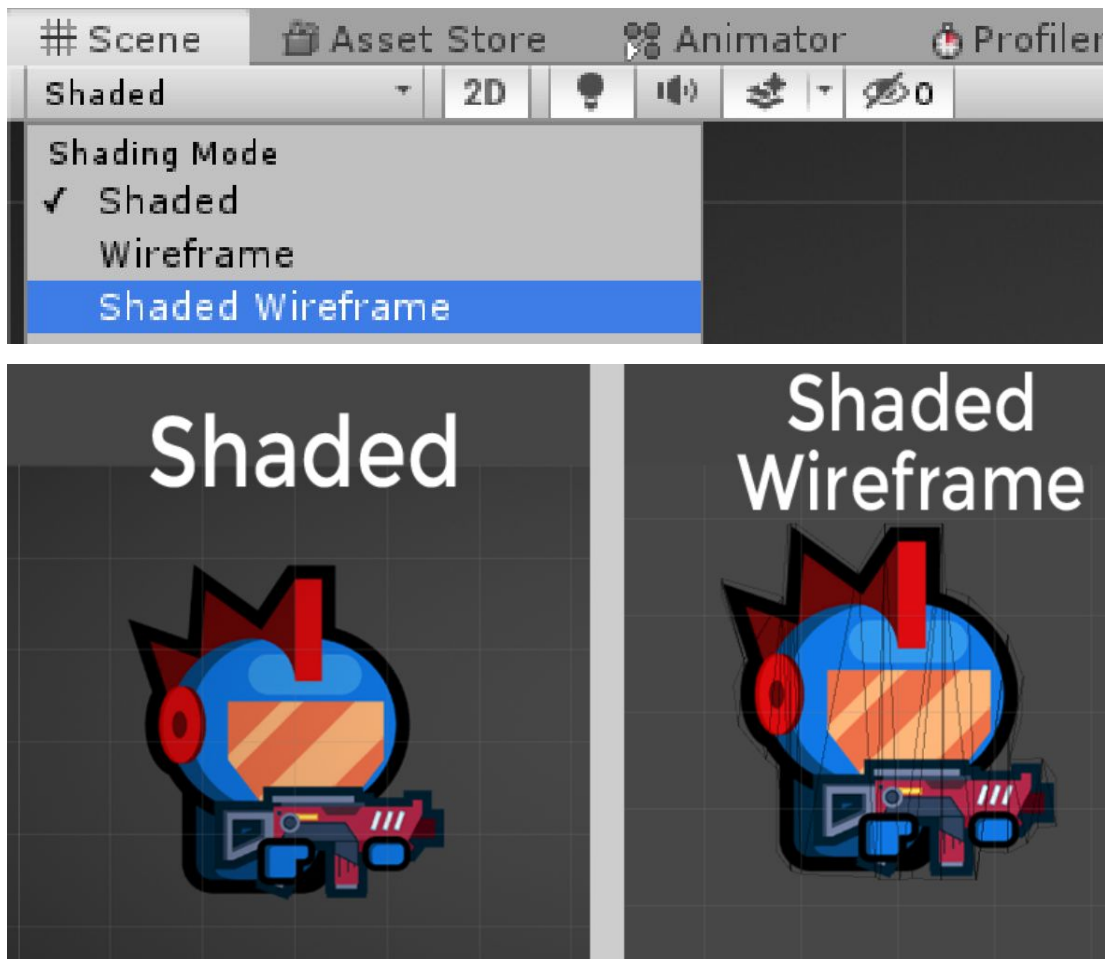 Scene Asset Store Animator Profiler
Shaded 2D 0
Shading Mode
✓ Shaded
Wireframe
Shaded Wireframe
Shaded
Shaded
Wireframe